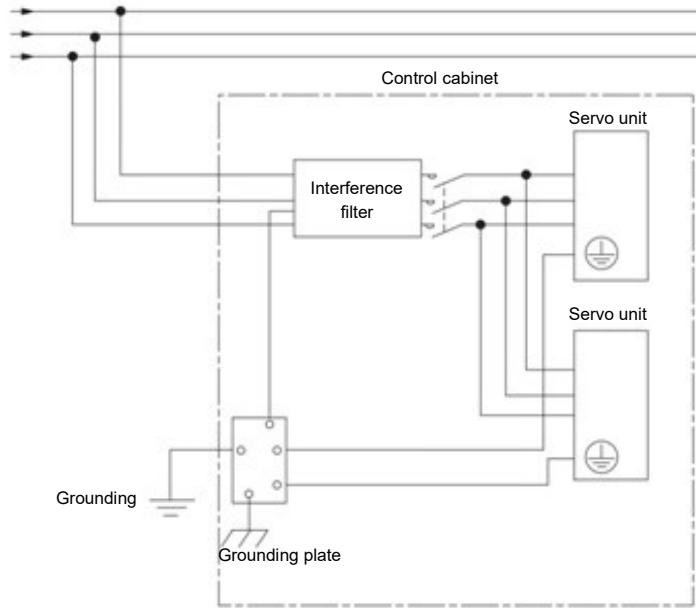 Control cabinet
Servo unit
Interference
filter
Servo unit
Grounding
Grounding plate